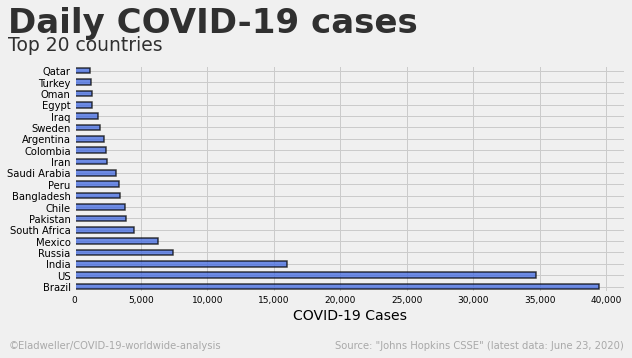 Daily COVID-19 cases
Top 20 countries
Qatar
Turkey
Oman
Egypt
Iraq
Sweden
Argentina
Colombia
Iran
Saudi Arabia
Peru
Bangladesh
Chile
Pakistan
South Africa
Mexico
Russia
India
US
Brazil
0 5,000 10,000 15,000 20,000 25,000 30,000 35,000 40,000
COVID-19 Cases
©Eladweller/COVID-19-worldwide-analysis Source: "Johns Hopkins CSSE" (latest data: June 23, 2020)